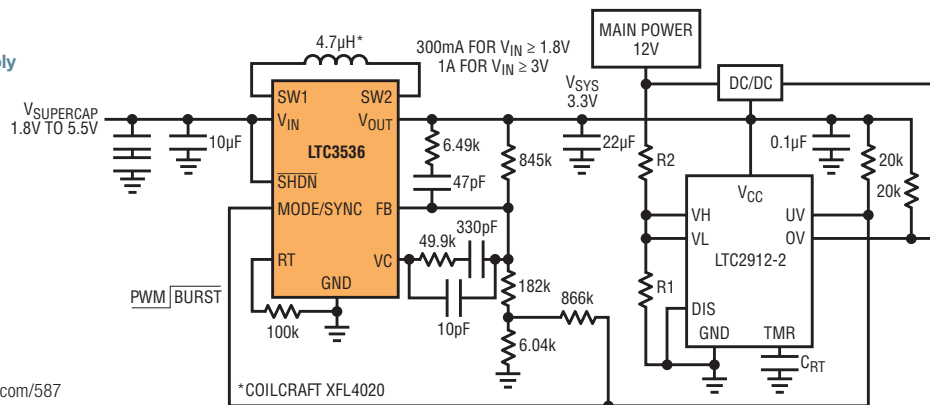 ply
4.7µH*
300mA FOR VIN ≥ 1.8V
1A FOR VIN ≥ 3V
MAIN POWER
12V
DC/DC
VSYS
3.3V
VSUPERCAP
1.8V TO 5.5V
10µF
SW1
SW2
VIN
VOUT
LTC3536
SHDN
MODE/SYNC
FB
RT
VC
GND
6.49k
47pF
845k
22µF
0.1µF
20k
20k
R2
VCC
VH
UV
VL
OV
LTC2912-2
R1
DIS
GND
TMR
CRT
330pF
49.9k
10pF
182k
866k
6.04k
PWM BURST
100k
*COILCRAFT XFL4020
com/587